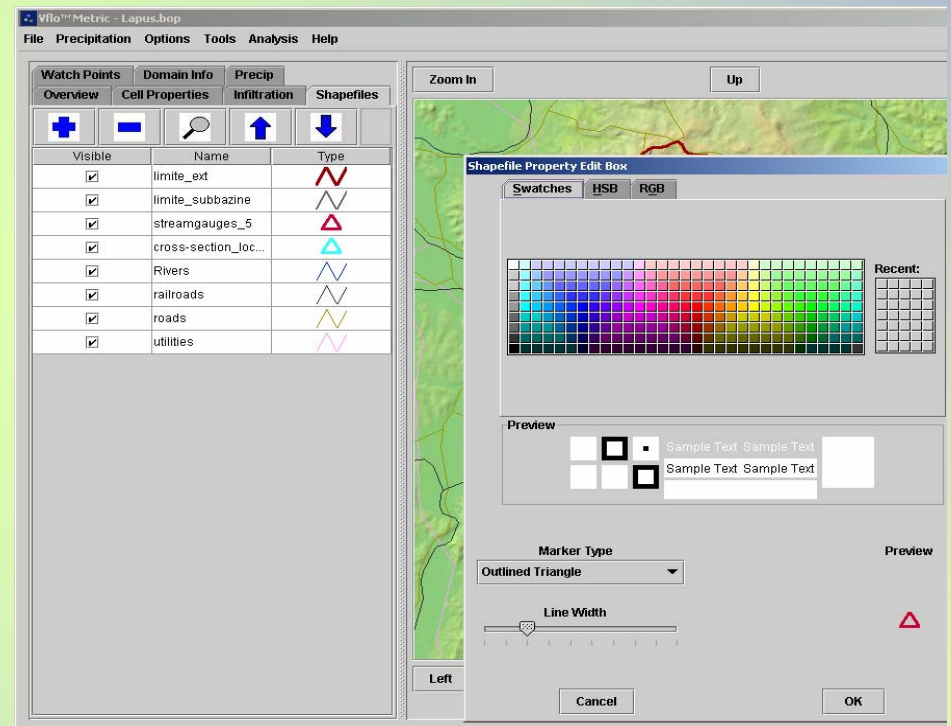 Vflo™ Metric - Lapus.bop
File Precipitation Options Tools Analysis Help
Watch Points Domain Info Precip
Overview Cell Properties Infiltration Shapefiles
Visible Name Type
limite_ext
limite_subbazine
streamgauges_5
cross-section_loc...
Rivers
railroads
roads
utilities
Zoom In Up
Left
Shapefile Property Edit Box
Swatches HSB RGB
Recent:
Preview
Sample Text Sample Text
Sample Text Sample Text
Marker Type Preview
Outlined Triangle
Line Width
Cancel OK